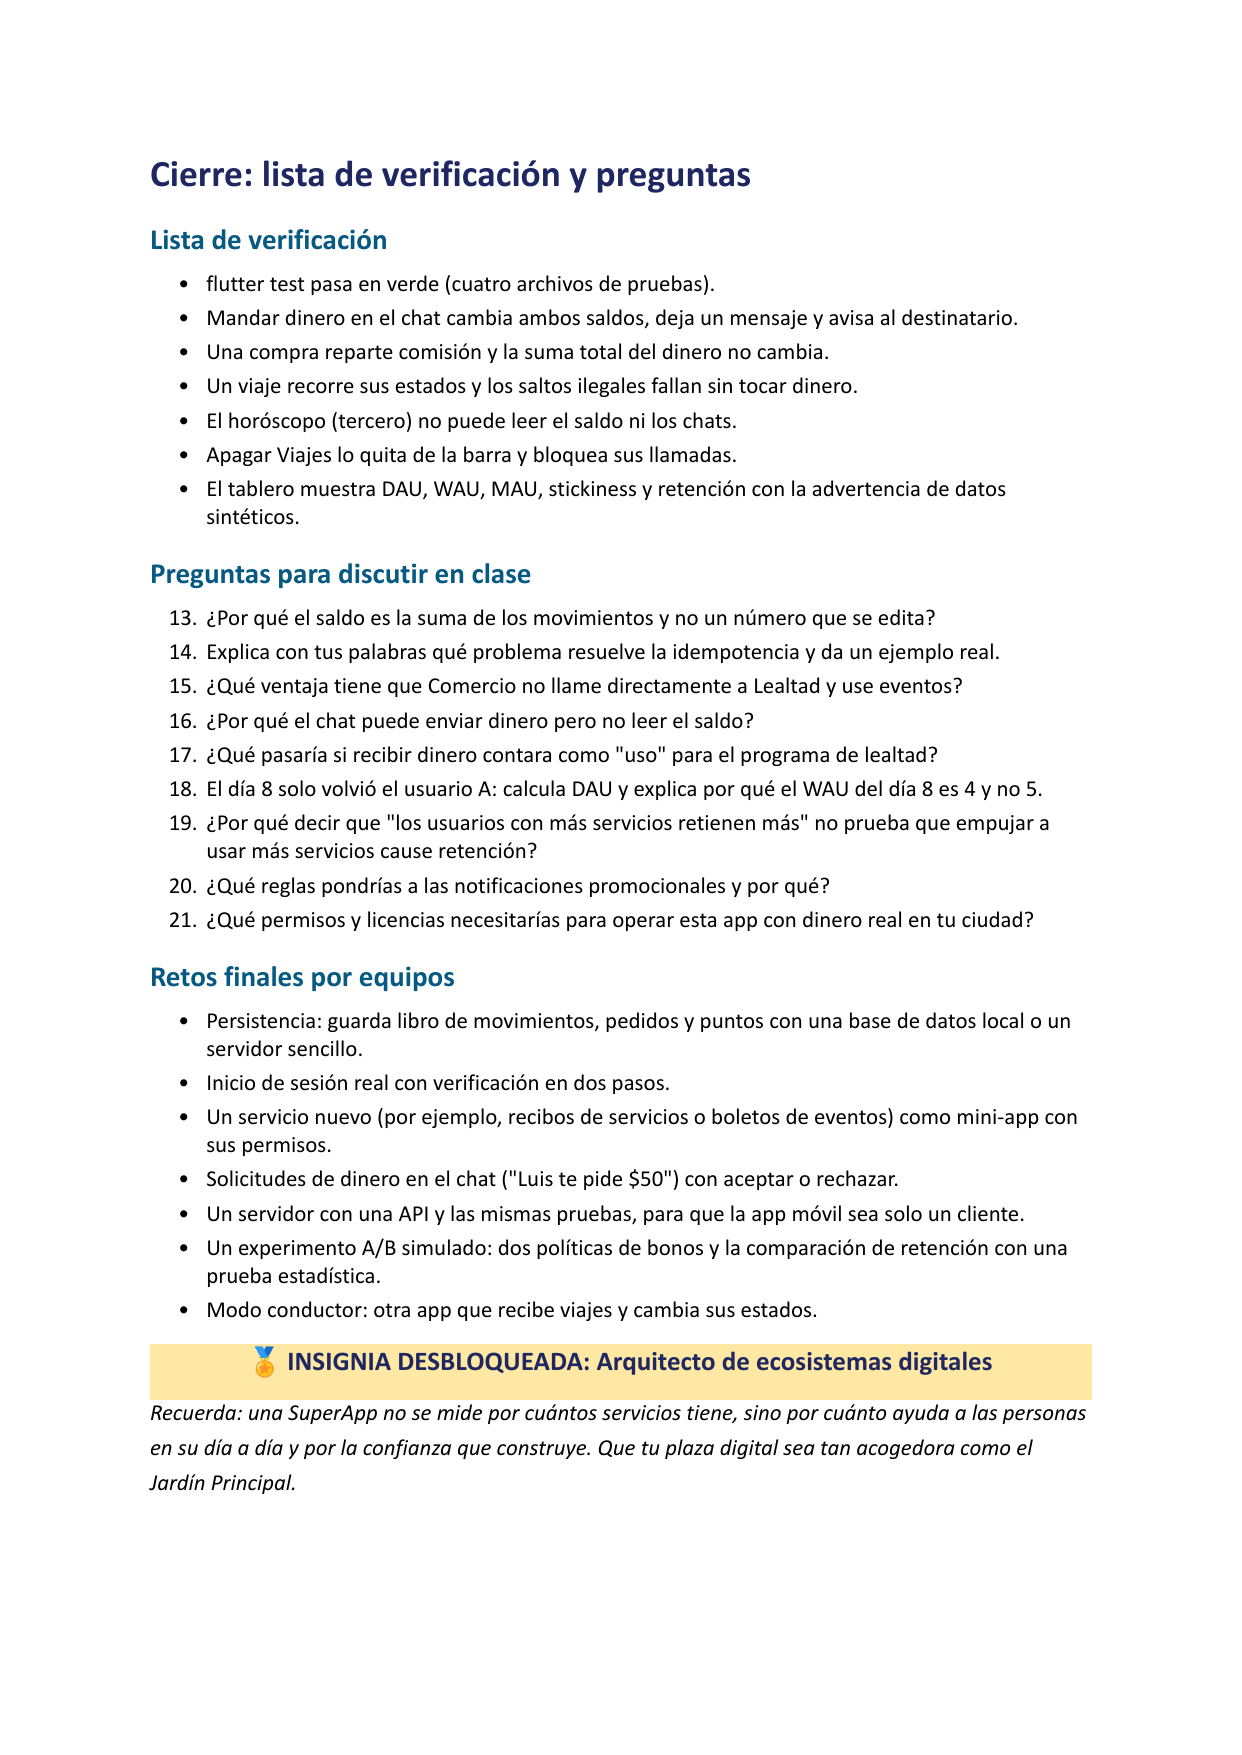 Cierre: lista de verificación y preguntas
Lista de verificación
• flutter test pasa en verde (cuatro archivos de pruebas).
• Mandar dinero en el chat cambia ambos saldos, deja un mensaje y avisa al destinatario.
• Una compra reparte comisión y la suma total del dinero no cambia.
• Un viaje recorre sus estados y los saltos ilegales fallan sin tocar dinero.
• El horóscopo (tercero) no puede leer el saldo ni los chats.
• Apagar Viajes lo quita de la barra y bloquea sus llamadas.
• El tablero muestra DAU, WAU, MAU, stickiness y retención con la advertencia de datos
sintéticos.
Preguntas para discutir en clase
13. ¿Por qué el saldo es la suma de los movimientos y no un número que se edita?
14. Explica con tus palabras qué problema resuelve la idempotencia y da un ejemplo real.
15. ¿Qué ventaja tiene que Comercio no llame directamente a Lealtad y use eventos?
16. ¿Por qué el chat puede enviar dinero pero no leer el saldo?
17. ¿Qué pasaría si recibir dinero contara como "uso" para el programa de lealtad?
18. El día 8 solo volvió el usuario A: calcula DAU y explica por qué el WAU del día 8 es 4 y no 5.
19. ¿Por qué decir que "los usuarios con más servicios retienen más" no prueba que empujar a
usar más servicios cause retención?
20. ¿Qué reglas pondrías a las notificaciones promocionales y por qué?
21. ¿Qué permisos y licencias necesitarías para operar esta app con dinero real en tu ciudad?
Retos finales por equipos
• Persistencia: guarda libro de movimientos, pedidos y puntos con una base de datos local o un
servidor sencillo.
• Inicio de sesión real con verificación en dos pasos.
• Un servicio nuevo (por ejemplo, recibos de servicios o boletos de eventos) como mini-app con
sus permisos.
• Solicitudes de dinero en el chat ("Luis te pide $50") con aceptar o rechazar.
• Un servidor con una API y las mismas pruebas, para que la app móvil sea solo un cliente.
• Un experimento A/B simulado: dos políticas de bonos y la comparación de retención con una
prueba estadística.
• Modo conductor: otra app que recibe viajes y cambia sus estados.
🏅 INSIGNIA DESBLOQUEADA: Arquitecto de ecosistemas digitales
Recuerda: una SuperApp no se mide por cuántos servicios tiene, sino por cuánto ayuda a las personas
en su día a día y por la confianza que construye. Que tu plaza digital sea tan acogedora como el
Jardín Principal.